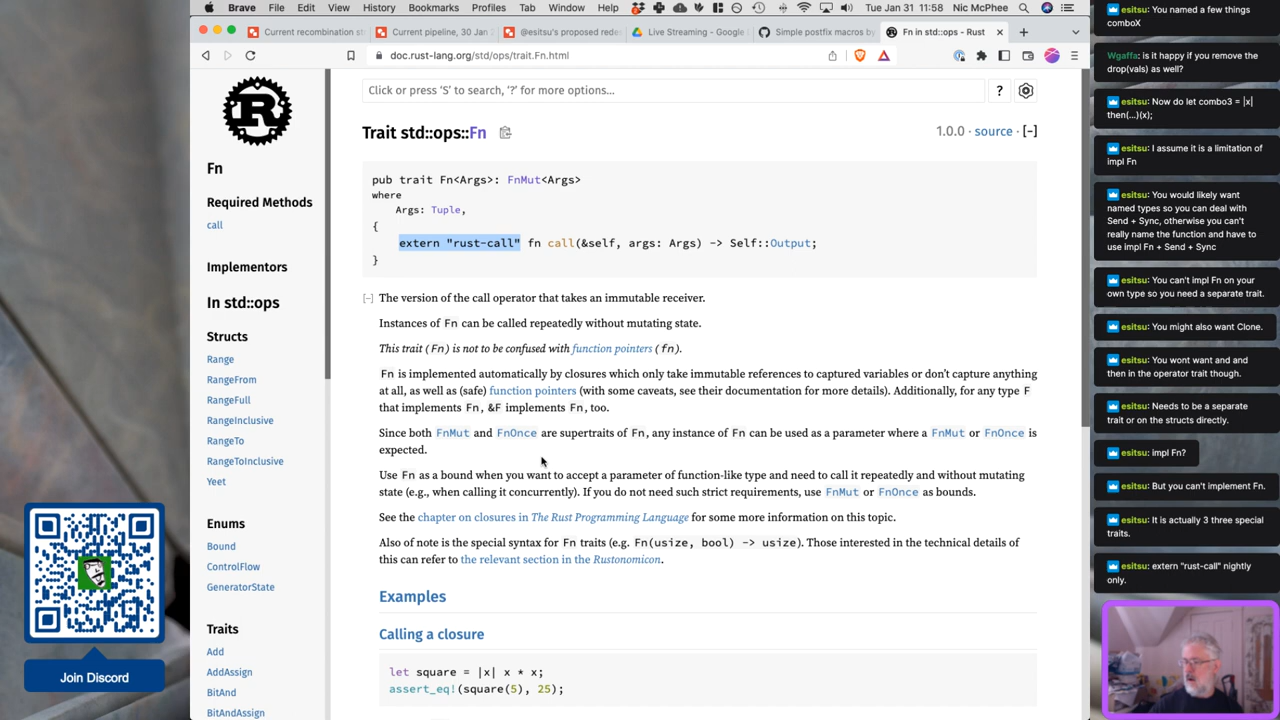 Brave File Edit View History Bookmarks Profiles Tab Window Help
Tue Jan 31 11:58 Nic McPhee
Current recombination st
Current pipeline, 30 Jan 2
@esitsu's proposed rede
Live Streaming - Google
Simple postfix macros by
Fn in std::ops - Rust
doc.rust-lang.org/std/ops/trait.Fn.html
Fn
Required Methods
call
Implementors
In std::ops
Structs
Range
RangeFrom
RangeFull
RangeInclusive
RangeTo
RangeToInclusive
Yeet
Enums
Bound
ControlFlow
GeneratorState
Traits
Add
AddAssign
BitAnd
BitAndAssign
Click or press 'S' to search, '?' for more options…
?
Trait std::ops::Fn
1.0.0 · source · [-]
pub trait Fn<Args>: FnMut<Args>
where
Args: Tuple,
{
extern "rust-call" fn call(&self, args: Args) -> Self::Output;
}
[-] The version of the call operator that takes an immutable receiver.
Instances of Fn can be called repeatedly without mutating state.
This trait (Fn) is not to be confused with function pointers (fn).
Fn is implemented automatically by closures which only take immutable references to captured variables or don't capture anything
at all, as well as (safe) function pointers (with some caveats, see their documentation for more details). Additionally, for any type F
that implements Fn, &F implements Fn, too.
Since both FnMut and FnOnce are supertraits of Fn, any instance of Fn can be used as a parameter where a FnMut or FnOnce is
expected.
Use Fn as a bound when you want to accept a parameter of function-like type and need to call it repeatedly and without mutating
state (e.g., when calling it concurrently). If you do not need such strict requirements, use FnMut or FnOnce as bounds.
See the chapter on closures in The Rust Programming Language for some more information on this topic.
Also of note is the special syntax for Fn traits (e.g. Fn(usize, bool) -> usize). Those interested in the technical details of
this can refer to the relevant section in the Rustonomicon.
Examples
Calling a closure
let square = |x| x * x;
assert_eq!(square(5), 25);
esitsu: You named a few things
comboX
Wgaffa: is it happy if you remove
the drop(vals) as well?
esitsu: Now do let combo3 = |x|
then(...)(x);
esitsu: I assume it is a limitation of
impl Fn
esitsu: You would likely want
named types so you can deal with
Send + Sync, otherwise you can't
really name the function and have to
use impl Fn + Send + Sync
esitsu: You can't impl Fn on your
own type so you need a separate trait.
esitsu: You might also want Clone.
esitsu: You wont want and and
then in the operator trait though.
esitsu: Needs to be a separate
trait or on the structs directly.
esitsu: impl Fn?
esitsu: But you can't implement Fn.
esitsu: It is actually 3 three special
traits.
esitsu: extern "rust-call" nightly
only.
Join Discord